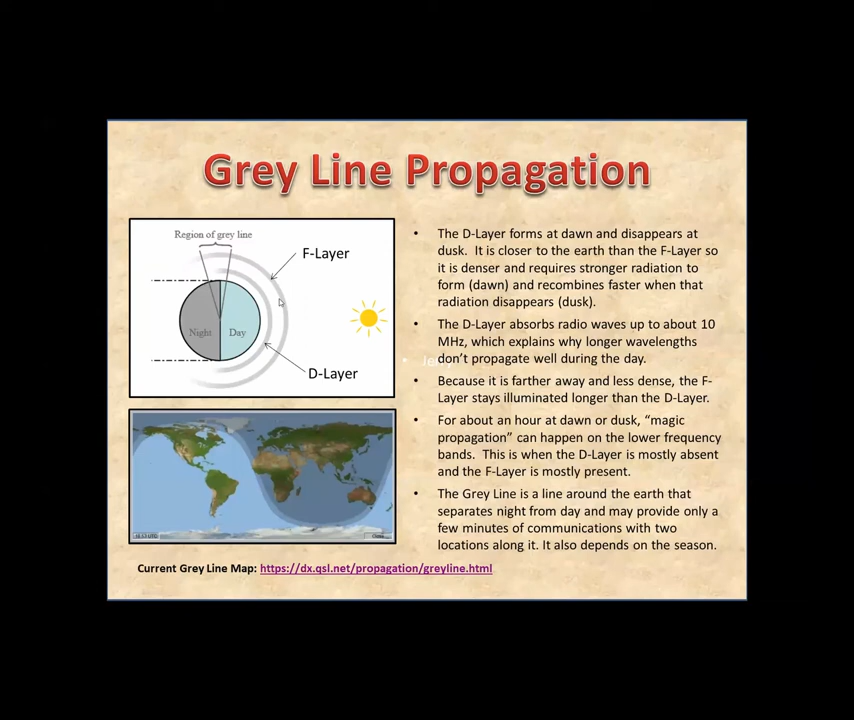 Grey Line Propagation
Region of grey line
F-Layer
Night
Day
D-Layer
• The D-Layer forms at dawn and disappears at
dusk. It is closer to the earth than the F-Layer so
it is denser and requires stronger radiation to
form (dawn) and recombines faster when that
radiation disappears (dusk).
• The D-Layer absorbs radio waves up to about 10
MHz, which explains why longer wavelengths
don’t propagate well during the day.
• Because it is farther away and less dense, the F-
Layer stays illuminated longer than the D-Layer.
• For about an hour at dawn or dusk, “magic
propagation” can happen on the lower frequency
bands. This is when the D-Layer is mostly absent
and the F-Layer is mostly present.
• The Grey Line is a line around the earth that
separates night from day and may provide only a
few minutes of communications with two
locations along it. It also depends on the season.
Current Grey Line Map: https://dx.qsl.net/propagation/greyline.html